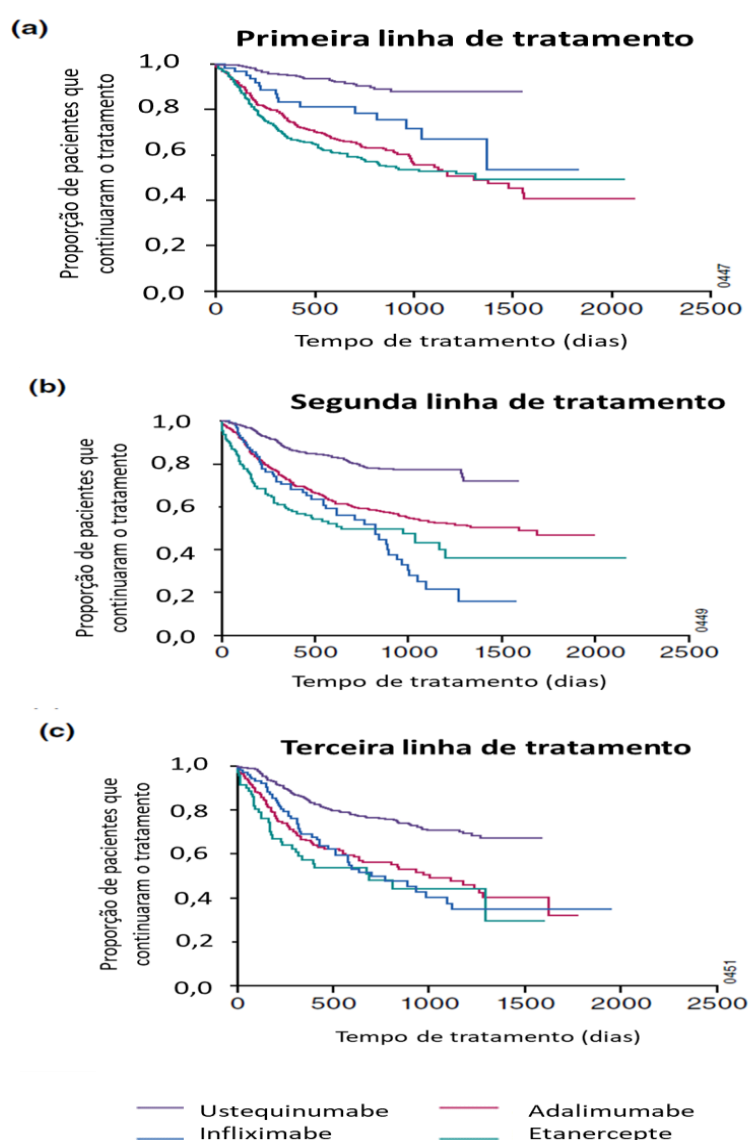 (a)
Primeira linha de tratamento
Proporção de pacientes que
continuaram o tratamento
1,0
0,8
0,6
0,4
0,2
0,0
0 500 1000 1500 2000 2500
0447
Tempo de tratamento (dias)
(b)
Segunda linha de tratamento
Proporção de pacientes que
continuaram o tratamento
1,0
0,8
0,6
0,4
0,2
0,0
0 500 1000 1500 2000 2500
0449
Tempo de tratamento (dias)
(c)
Terceira linha de tratamento
Proporção de pacientes que
continuaram o tratamento
1,0
0,8
0,6
0,4
0,2
0,0
0 500 1000 1500 2000 2500
0451
Tempo de tratamento (dias)
Ustequinumabe Adalimumabe
Infliximabe Etanercepte